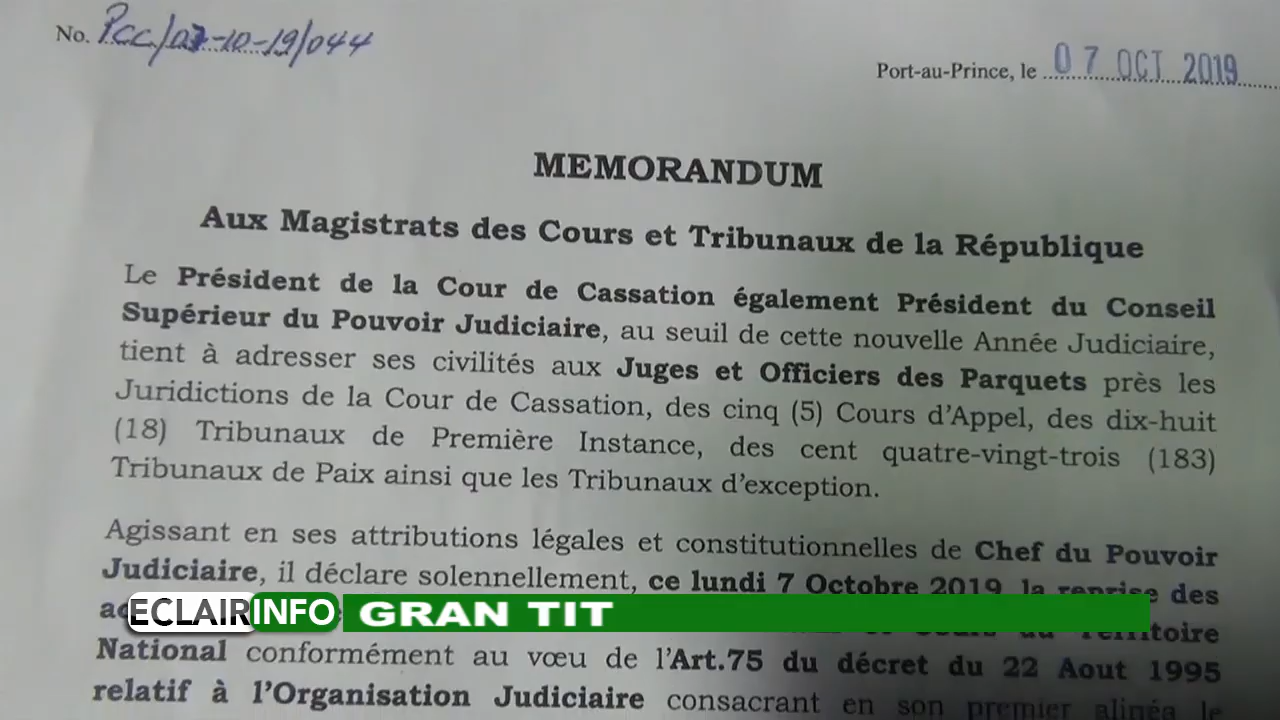 No. PCC/07-10-19/044
Port-au-Prince, le 07 OCT 2019
MEMORANDUM
Aux Magistrats des Cours et Tribunaux de la République
Le Président de la Cour de Cassation également Président du Conseil
Supérieur du Pouvoir Judiciaire, au seuil de cette nouvelle Année Judiciaire,
tient à adresser ses civilités aux Juges et Officiers des Parquets près les
Juridictions de la Cour de Cassation, des cinq (5) Cours d'Appel, des dix-huit
(18) Tribunaux de Première Instance, des cent quatre-vingt-trois (183)
Tribunaux de Paix ainsi que les Tribunaux d'exception.
Agissant en ses attributions légales et constitutionnelles de Chef du Pouvoir
Judiciaire, il déclare solennellement, ce lundi 7 Octobre 2019, la reprise des
ECLAIRINFO GRAN TIT
et Cours du Territoire
National conformément au vœu de l'Art.75 du décret du 22 Aout 1995
relatif à l'Organisation Judiciaire consacrant en son premier alinéa le